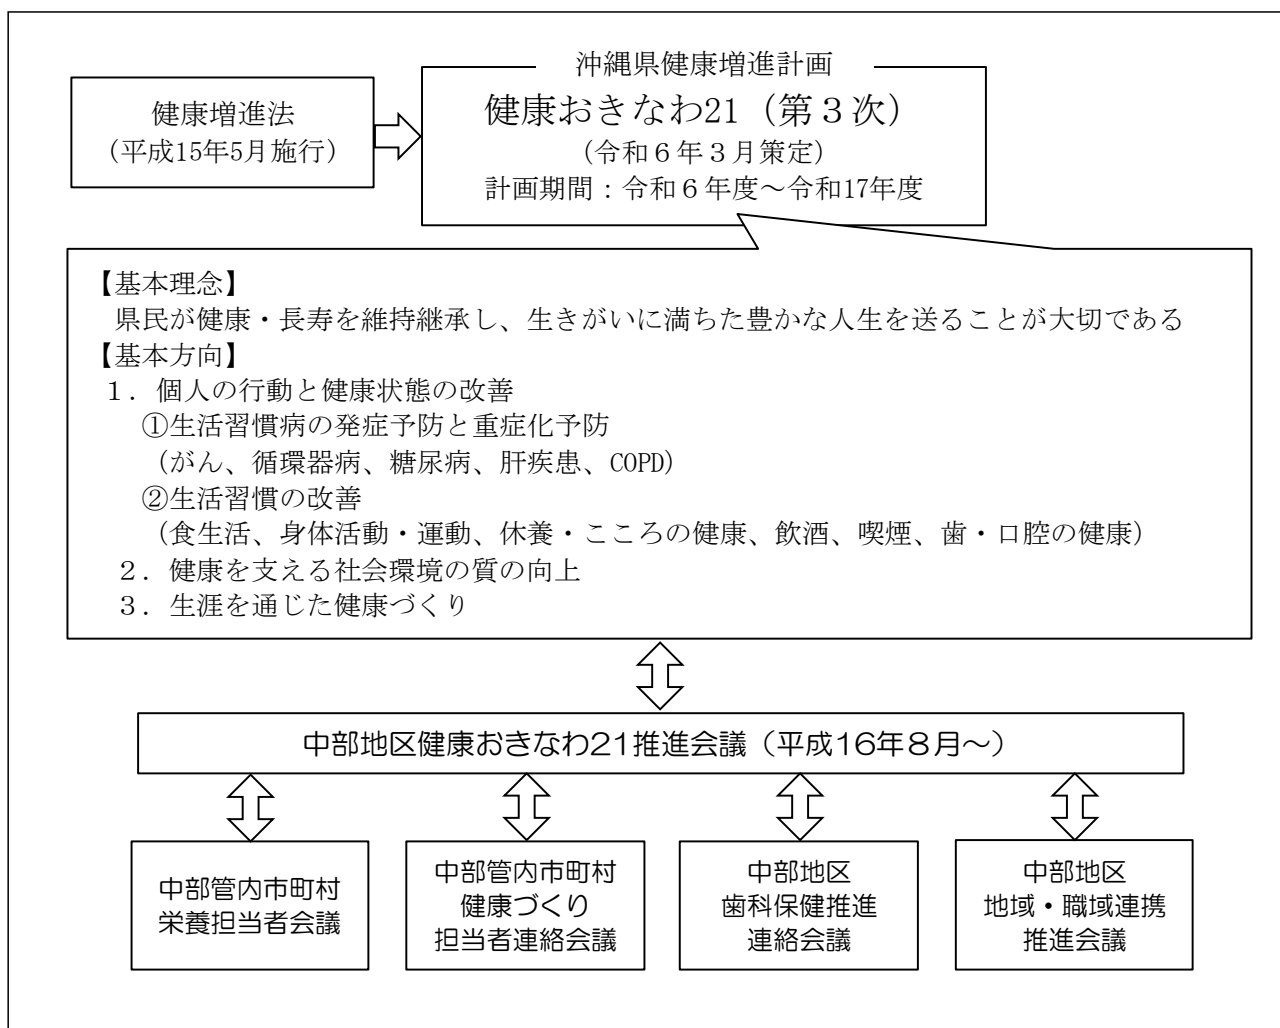 沖縄県健康増進計画
健康増進法
（平成15年5月施行）
健康おきなわ21（第３次）
（令和６年３月策定）
計画期間：令和６年度～令和17年度
【基本理念】
県民が健康・長寿を維持継承し、生きがいに満ちた豊かな人生を送ることが大切である
【基本方向】
１．個人の行動と健康状態の改善
①生活習慣病の発症予防と重症化予防
（がん、循環器病、糖尿病、肝疾患、COPD）
②生活習慣の改善
（食生活、身体活動・運動、休養・こころの健康、飲酒、喫煙、歯・口腔の健康）
２．健康を支える社会環境の質の向上
３．生涯を通じた健康づくり
中部地区健康おきなわ21推進会議（平成16年８月～）
中部管内市町村
栄養担当者会議
中部管内市町村
健康づくり
担当者連絡会議
中部地区
歯科保健推進
連絡会議
中部地区
地域・職域連携
推進会議